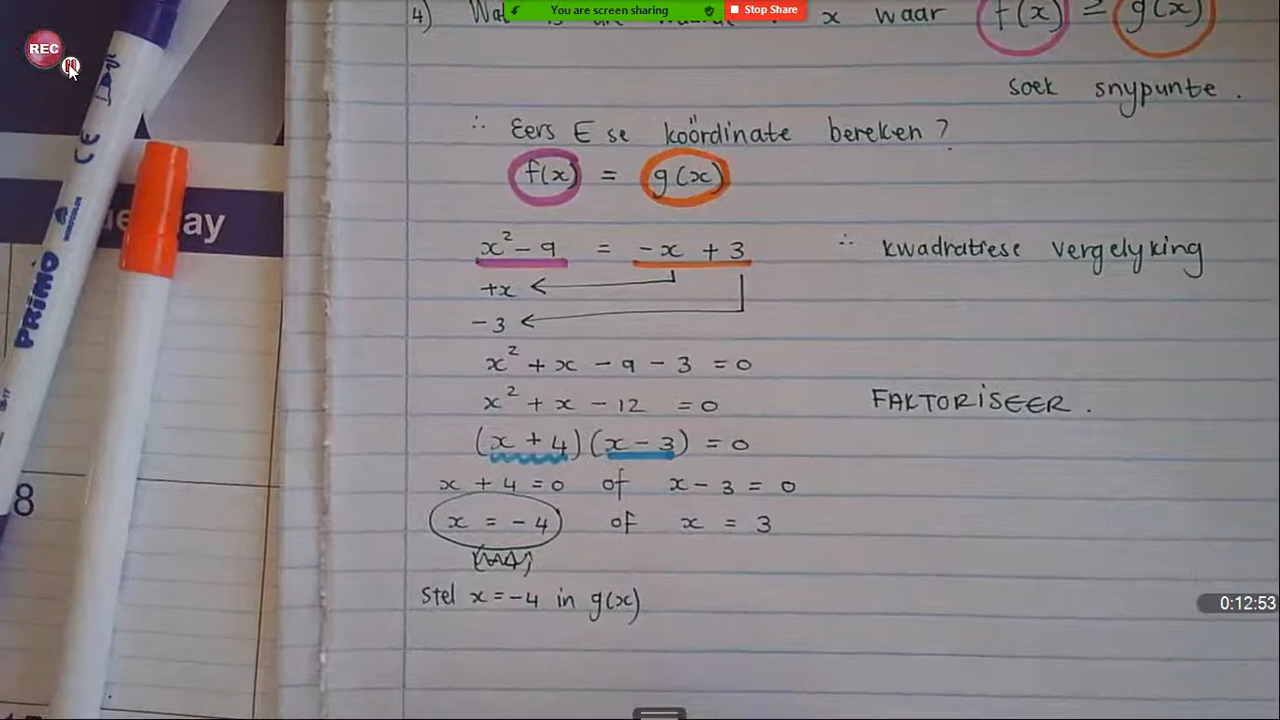 You are screen sharing
Stop Share
REC
4) x waar f(x) ≥ g(x)
soek snypunte.
∴ Eers E se koördinate bereken?
f(x) = g(x)
x² - 9 = -x + 3 ∴ kwadratiese vergelyking
+x
-3
x² + x - 9 - 3 = 0
x² + x - 12 = 0 FAKTORISEER.
(x + 4)(x - 3) = 0
x + 4 = 0 of x - 3 = 0
x = -4 of x = 3
stel x = -4 in g(x)
CE
PRIMO
ay
8
0:12:53